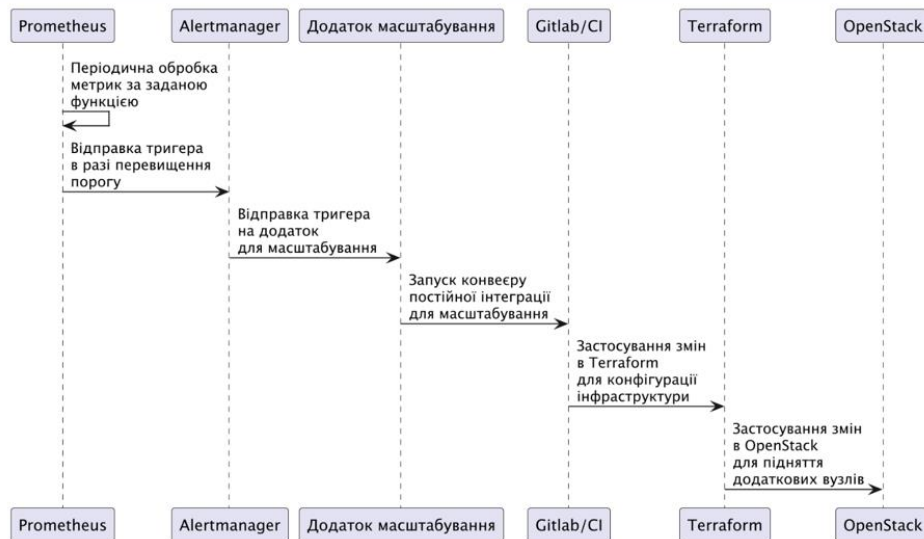 Prometheus
Alertmanager
Додаток масштабування
Gitlab/CI
Terraform
OpenStack
Періодична обробка
метрик за заданою
функцією
Відправка тригера
в разі перевищення
порогу
Відправка тригера
на додаток
для масштабування
Запуск конвеєру
постійної інтеграції
для масштабування
Застосування змін
в Terraform
для конфігурації
інфраструктури
Застосування змін
в OpenStack
для підняття
додаткових вузлів
Prometheus
Alertmanager
Додаток масштабування
Gitlab/CI
Terraform
OpenStack